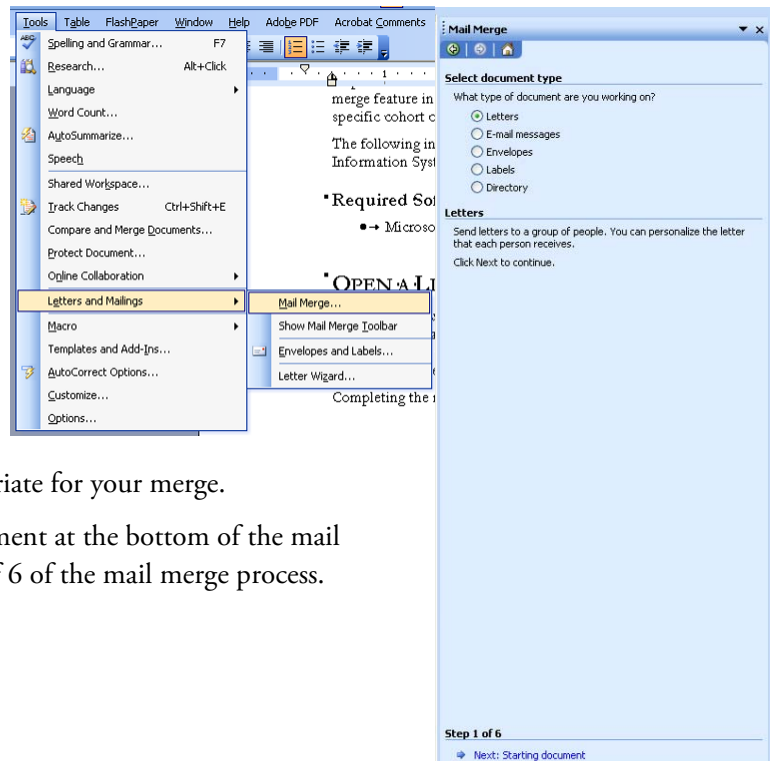 Tools Table FlashPaper Window Help Adobe PDF Acrobat Comments
Spelling and Grammar... F7
Research... Alt+Click
Language
Word Count...
AutoSummarize...
Speech
Shared Workspace...
Track Changes Ctrl+Shift+E
Compare and Merge Documents...
Protect Document...
Online Collaboration
Letters and Mailings
Macro
Templates and Add-Ins...
AutoCorrect Options...
Customize...
Options...
Mail Merge...
Show Mail Merge Toolbar
Envelopes and Labels...
Letter Wizard...
1
merge feature in
specific cohort
The following in
Information
Required
Microso
OPEN A
Completing the
Mail Merge
Select document type
What type of document are you working on?
Letters
E-mail messages
Envelopes
Labels
Directory
Letters
Send letters to a group of people. You can personalize the letter
that each person receives.
Click Next to continue.
Step 1 of 6
Next: Starting document
riate for your merge.
ment at the bottom of the mail
6 of the mail merge process.